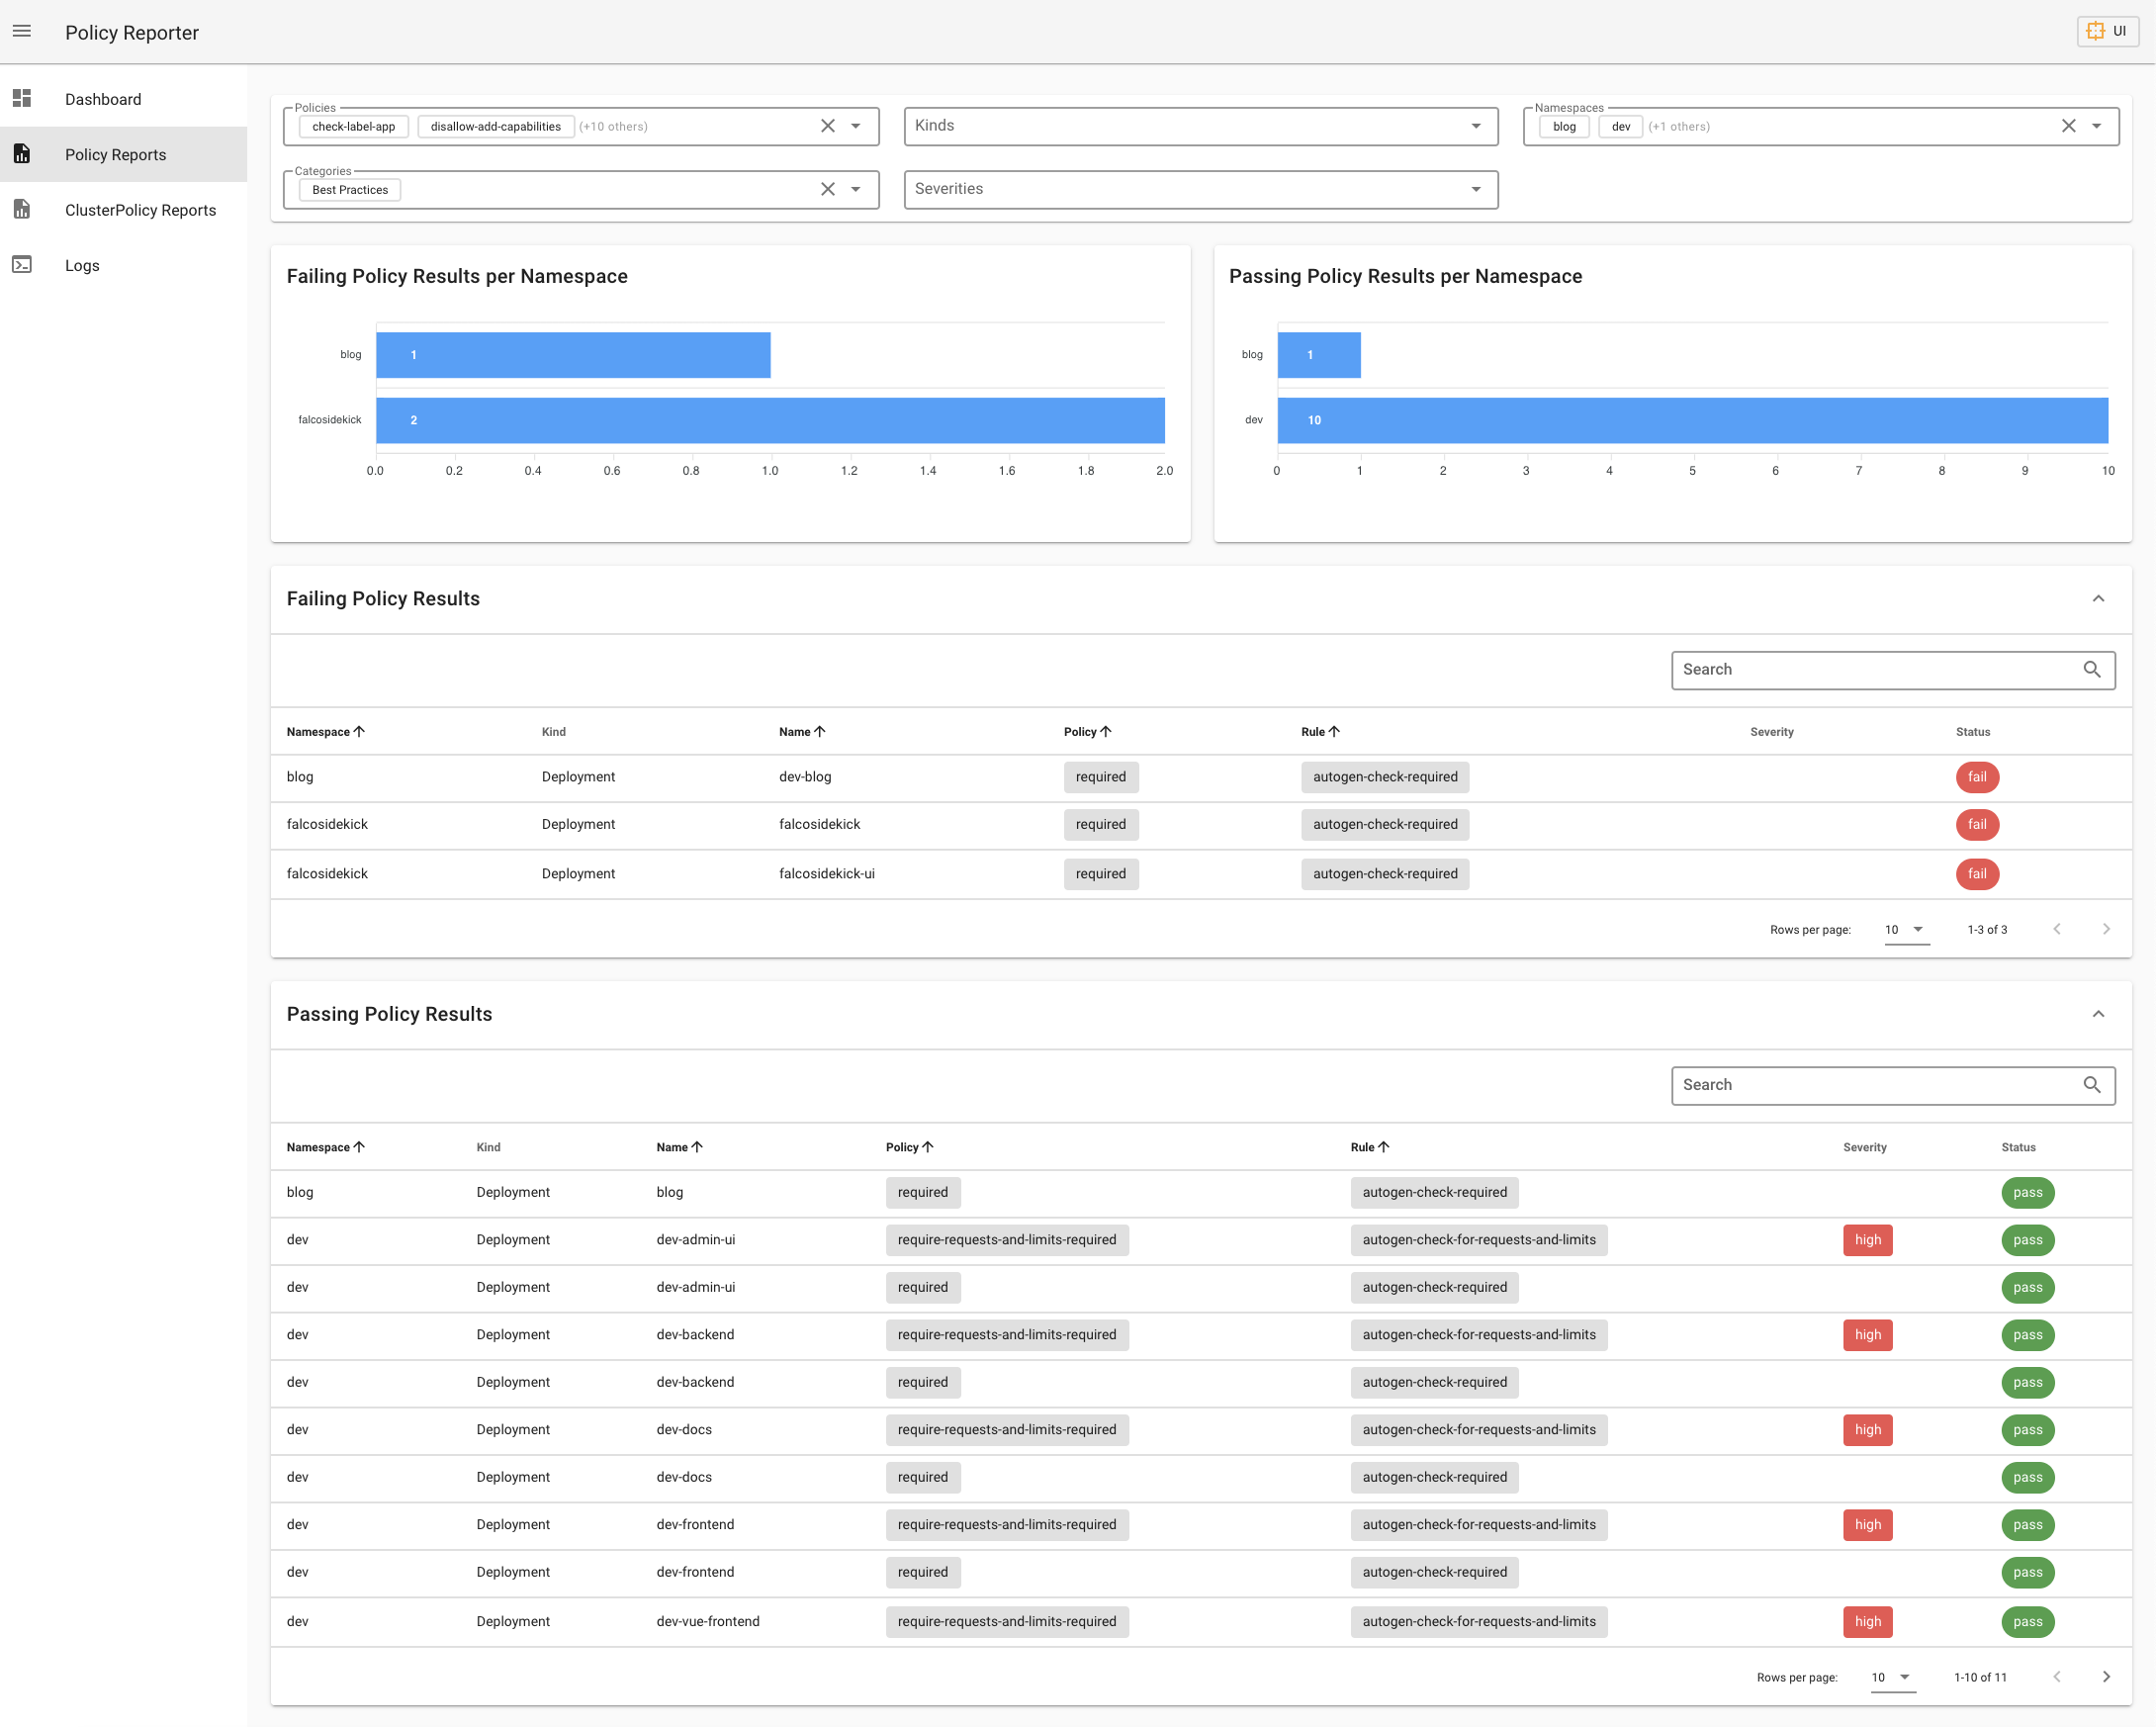 Policy Reporter
UI
Dashboard
Policy Reports
ClusterPolicy Reports
Logs
Policies
check-label-app disallow-add-capabilities (+10 others)
Kinds
Namespaces
blog dev (+1 others)
Categories
Best Practices
Severities
Failing Policy Results per Namespace
blog 1
falcosidekick 2
0.0 0.2 0.4 0.6 0.8 1.0 1.2 1.4 1.6 1.8 2.0
Passing Policy Results per Namespace
blog 1
dev 10
0 1 2 3 4 5 6 7 8 9 10
Failing Policy Results
Search
Namespace Kind Name Policy Rule Severity Status
blog Deployment dev-blog required autogen-check-required fail
falcosidekick Deployment falcosidekick required autogen-check-required fail
falcosidekick Deployment falcosidekick-ui required autogen-check-required fail
Rows per page: 10 1-3 of 3
Passing Policy Results
Search
Namespace Kind Name Policy Rule Severity Status
blog Deployment blog required autogen-check-required pass
dev Deployment dev-admin-ui require-requests-and-limits-required autogen-check-for-requests-and-limits high pass
dev Deployment dev-admin-ui required autogen-check-required pass
dev Deployment dev-backend require-requests-and-limits-required autogen-check-for-requests-and-limits high pass
dev Deployment dev-backend required autogen-check-required pass
dev Deployment dev-docs require-requests-and-limits-required autogen-check-for-requests-and-limits high pass
dev Deployment dev-docs required autogen-check-required pass
dev Deployment dev-frontend require-requests-and-limits-required autogen-check-for-requests-and-limits high pass
dev Deployment dev-frontend required autogen-check-required pass
dev Deployment dev-vue-frontend require-requests-and-limits-required autogen-check-for-requests-and-limits high pass
Rows per page: 10 1-10 of 11